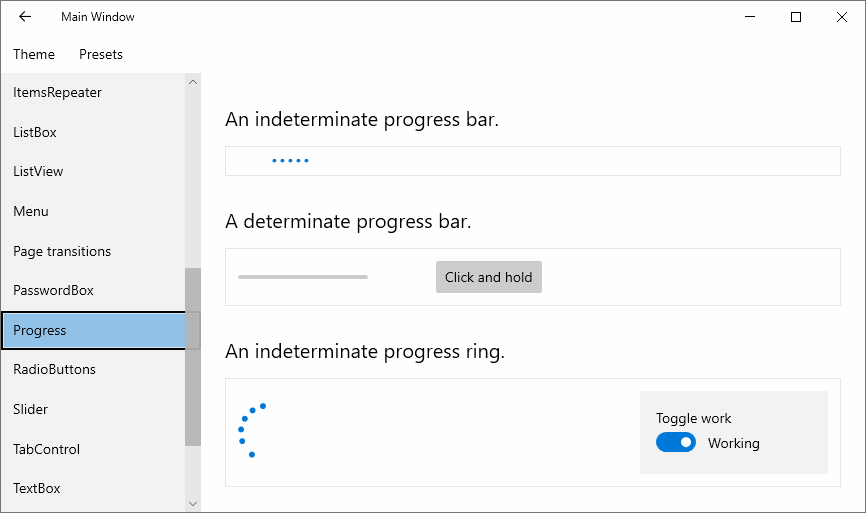 Main Window
Theme Presets
ItemsRepeater
ListBox
ListView
Menu
Page transitions
PasswordBox
Progress
RadioButtons
Slider
TabControl
TextBox
An indeterminate progress bar.
A determinate progress bar.
Click and hold
An indeterminate progress ring.
Toggle work
Working